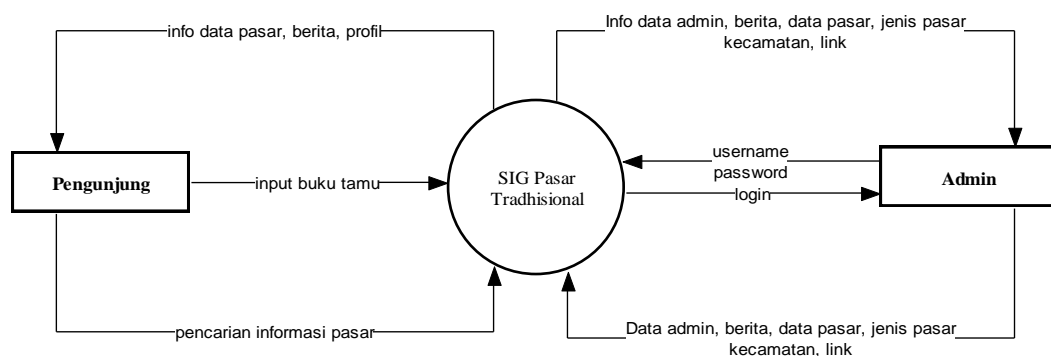 info data pasar, berita, profil
Info data admin, berita, data pasar, jenis pasar
kecamatan, link
Pengunjung
input buku tamu
SIG Pasar
Tradhisional
username
password
login
Admin
pencarian informasi pasar
Data admin, berita, data pasar, jenis pasar
kecamatan, link